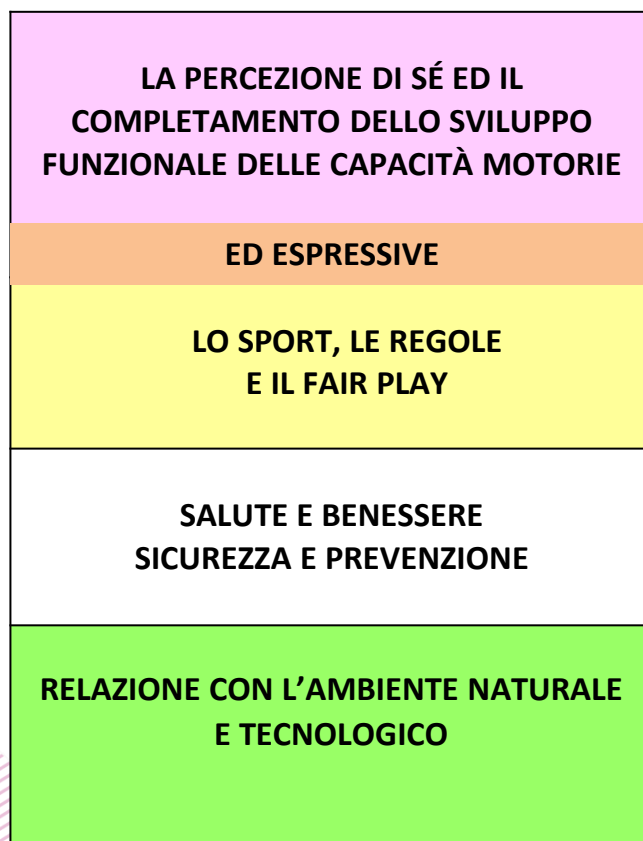 LA PERCEZIONE DI SÉ ED IL
COMPLETAMENTO DELLO SVILUPPO
FUNZIONALE DELLE CAPACITÀ MOTORIE
ED ESPRESSIVE
LO SPORT, LE REGOLE
E IL FAIR PLAY
SALUTE E BENESSERE
SICUREZZA E PREVENZIONE
RELAZIONE CON L’AMBIENTE NATURALE
E TECNOLOGICO